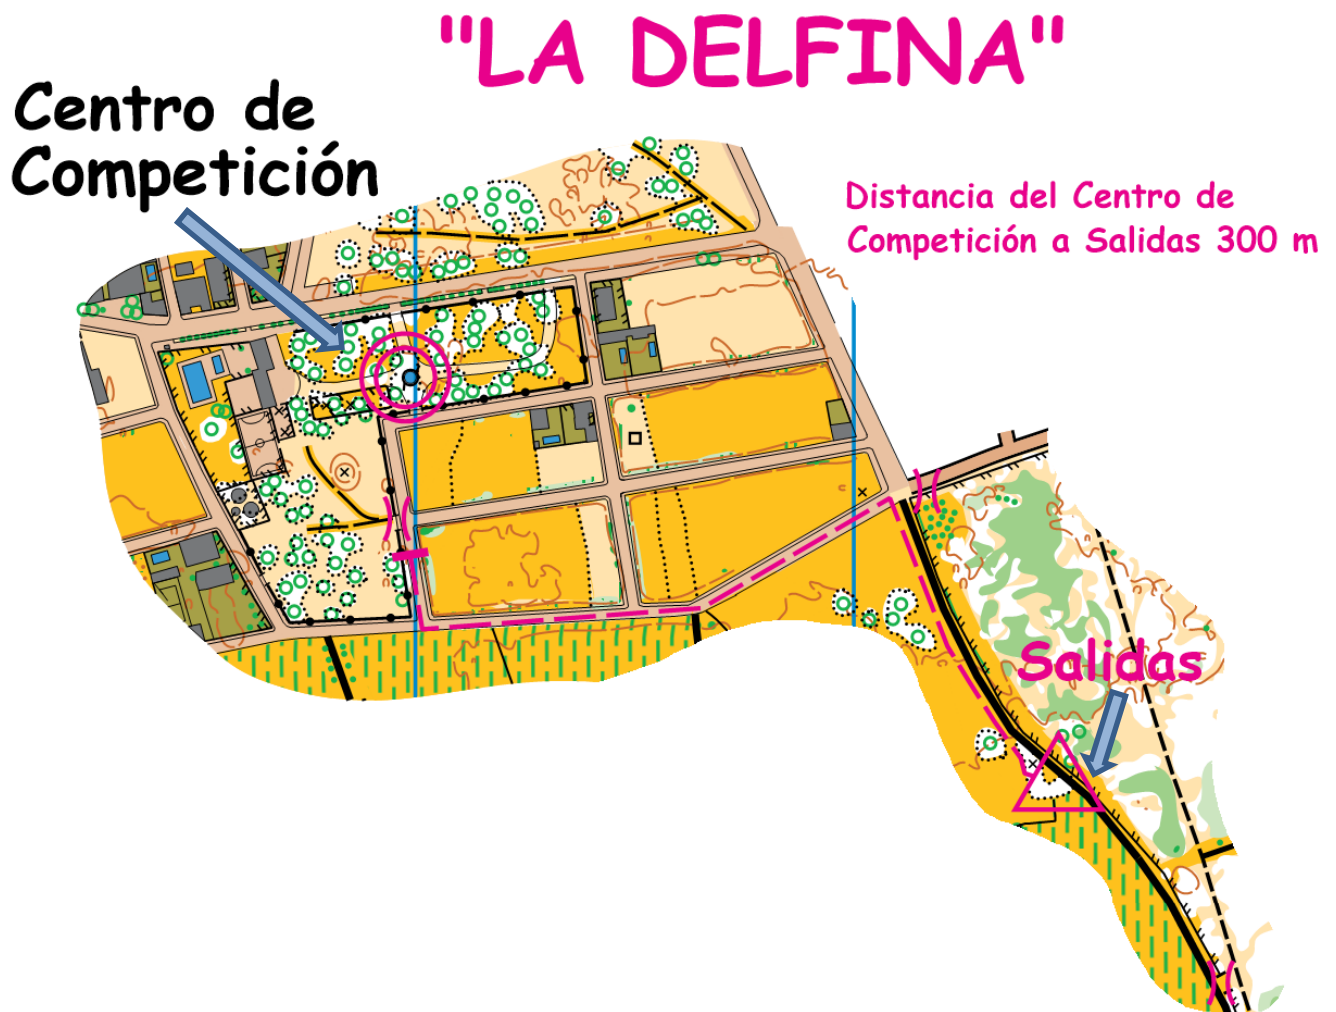 "LA DELFINA"
Centro de
Competición
Distancia del Centro de
Competición a Salidas 300 m
Salidas